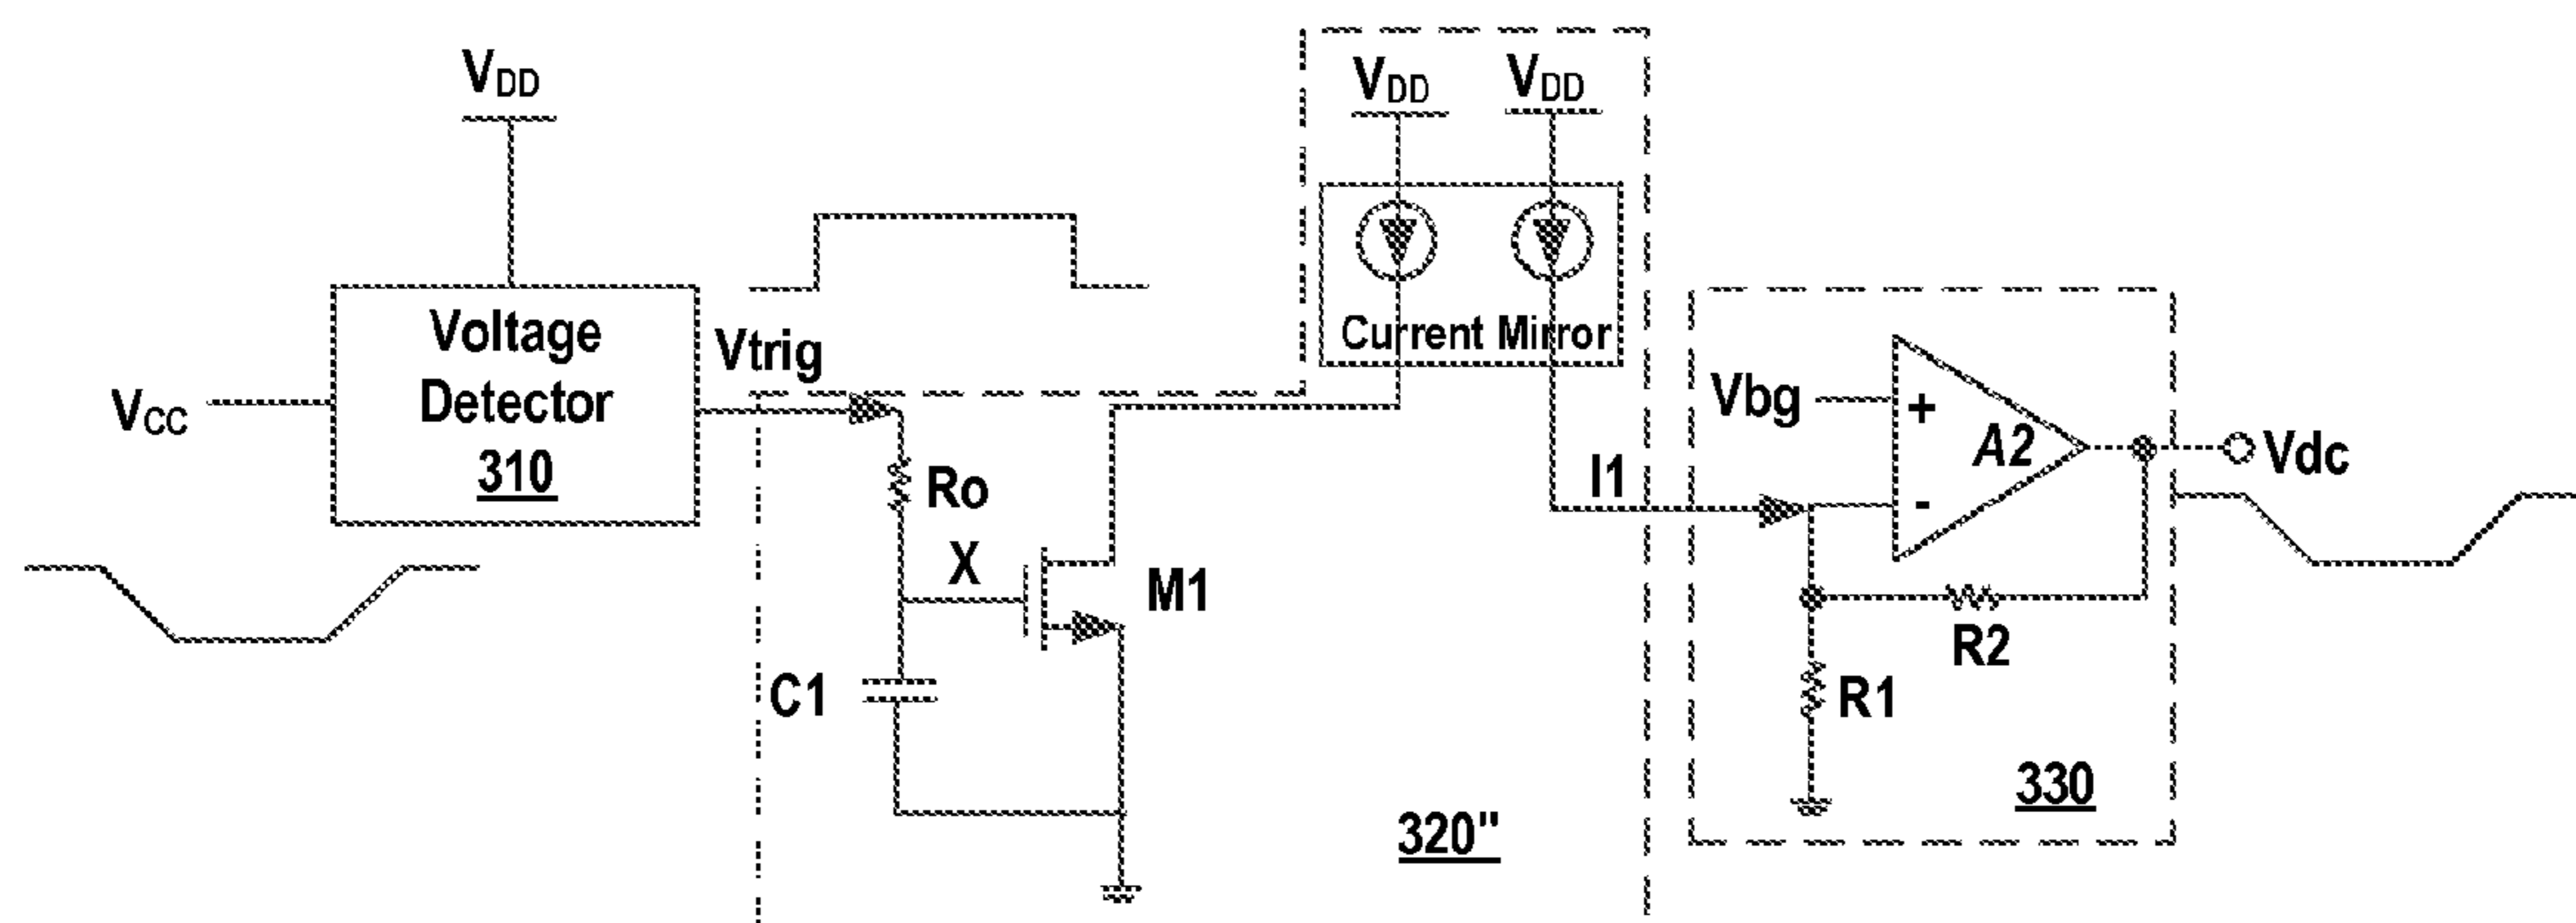 VDD
VDD
VDD
Voltage
Detector
310
VCC
Vtrig
Current Mirror
Vbg
+
A2
-
Vdc
I1
Ro
X
M1
C1
R2
R1
330
320"